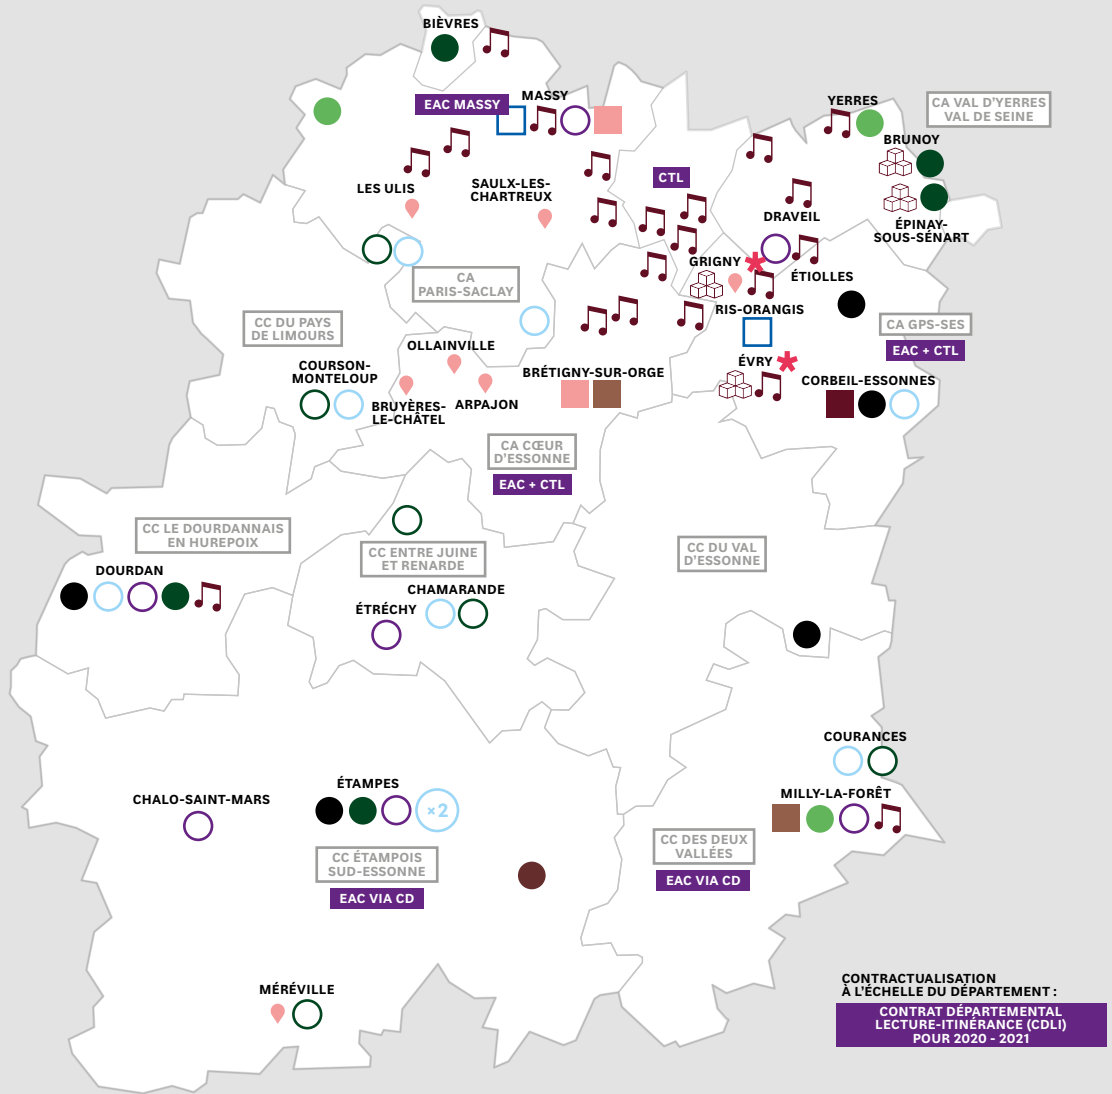 BIÈVRES
EAC MASSY
MASSY
YERRES
CA VAL D'YERRES
VAL DE SEINE
BRUNOY
CTL
LES ULIS
SAULX-LES-
CHARTREUX
DRAVEIL
ÉPINAY-
SOUS-SÉNART
CA
PARIS-SACLAY
GRIGNY
ÉTIOLLES
RIS-ORANGIS
CC DU PAYS
DE LIMOURS
CA GPS-SES
EAC + CTL
OLLAINVILLE
COURSON-
MONTELOUP
BRÉTIGNY-SUR-ORGE
ÉVRY
CORBEIL-ESSONNES
BRUYÈRES-
LE-CHÂTEL
ARPAJON
CA CŒUR
D'ESSONNE
EAC + CTL
CC LE DOURDANNAIS
EN HUREPOIX
CC ENTRE JUINE
ET RENARDE
CC DU VAL
D'ESSONNE
DOURDAN
CHAMARANDE
ÉTRÉCHY
COURANCES
CHALO-SAINT-MARS
ÉTAMPES
×2
MILLY-LA-FORÊT
CC ÉTAMPOIS
SUD-ESSONNE
EAC VIA CD
CC DES DEUX
VALLÉES
EAC VIA CD
MÉRÉVILLE
CONTRACTUALISATION
À L'ÉCHELLE DU DÉPARTEMENT :
CONTRAT DÉPARTEMENTAL
LECTURE-ITINÉRANCE (CDLI)
POUR 2020 - 2021